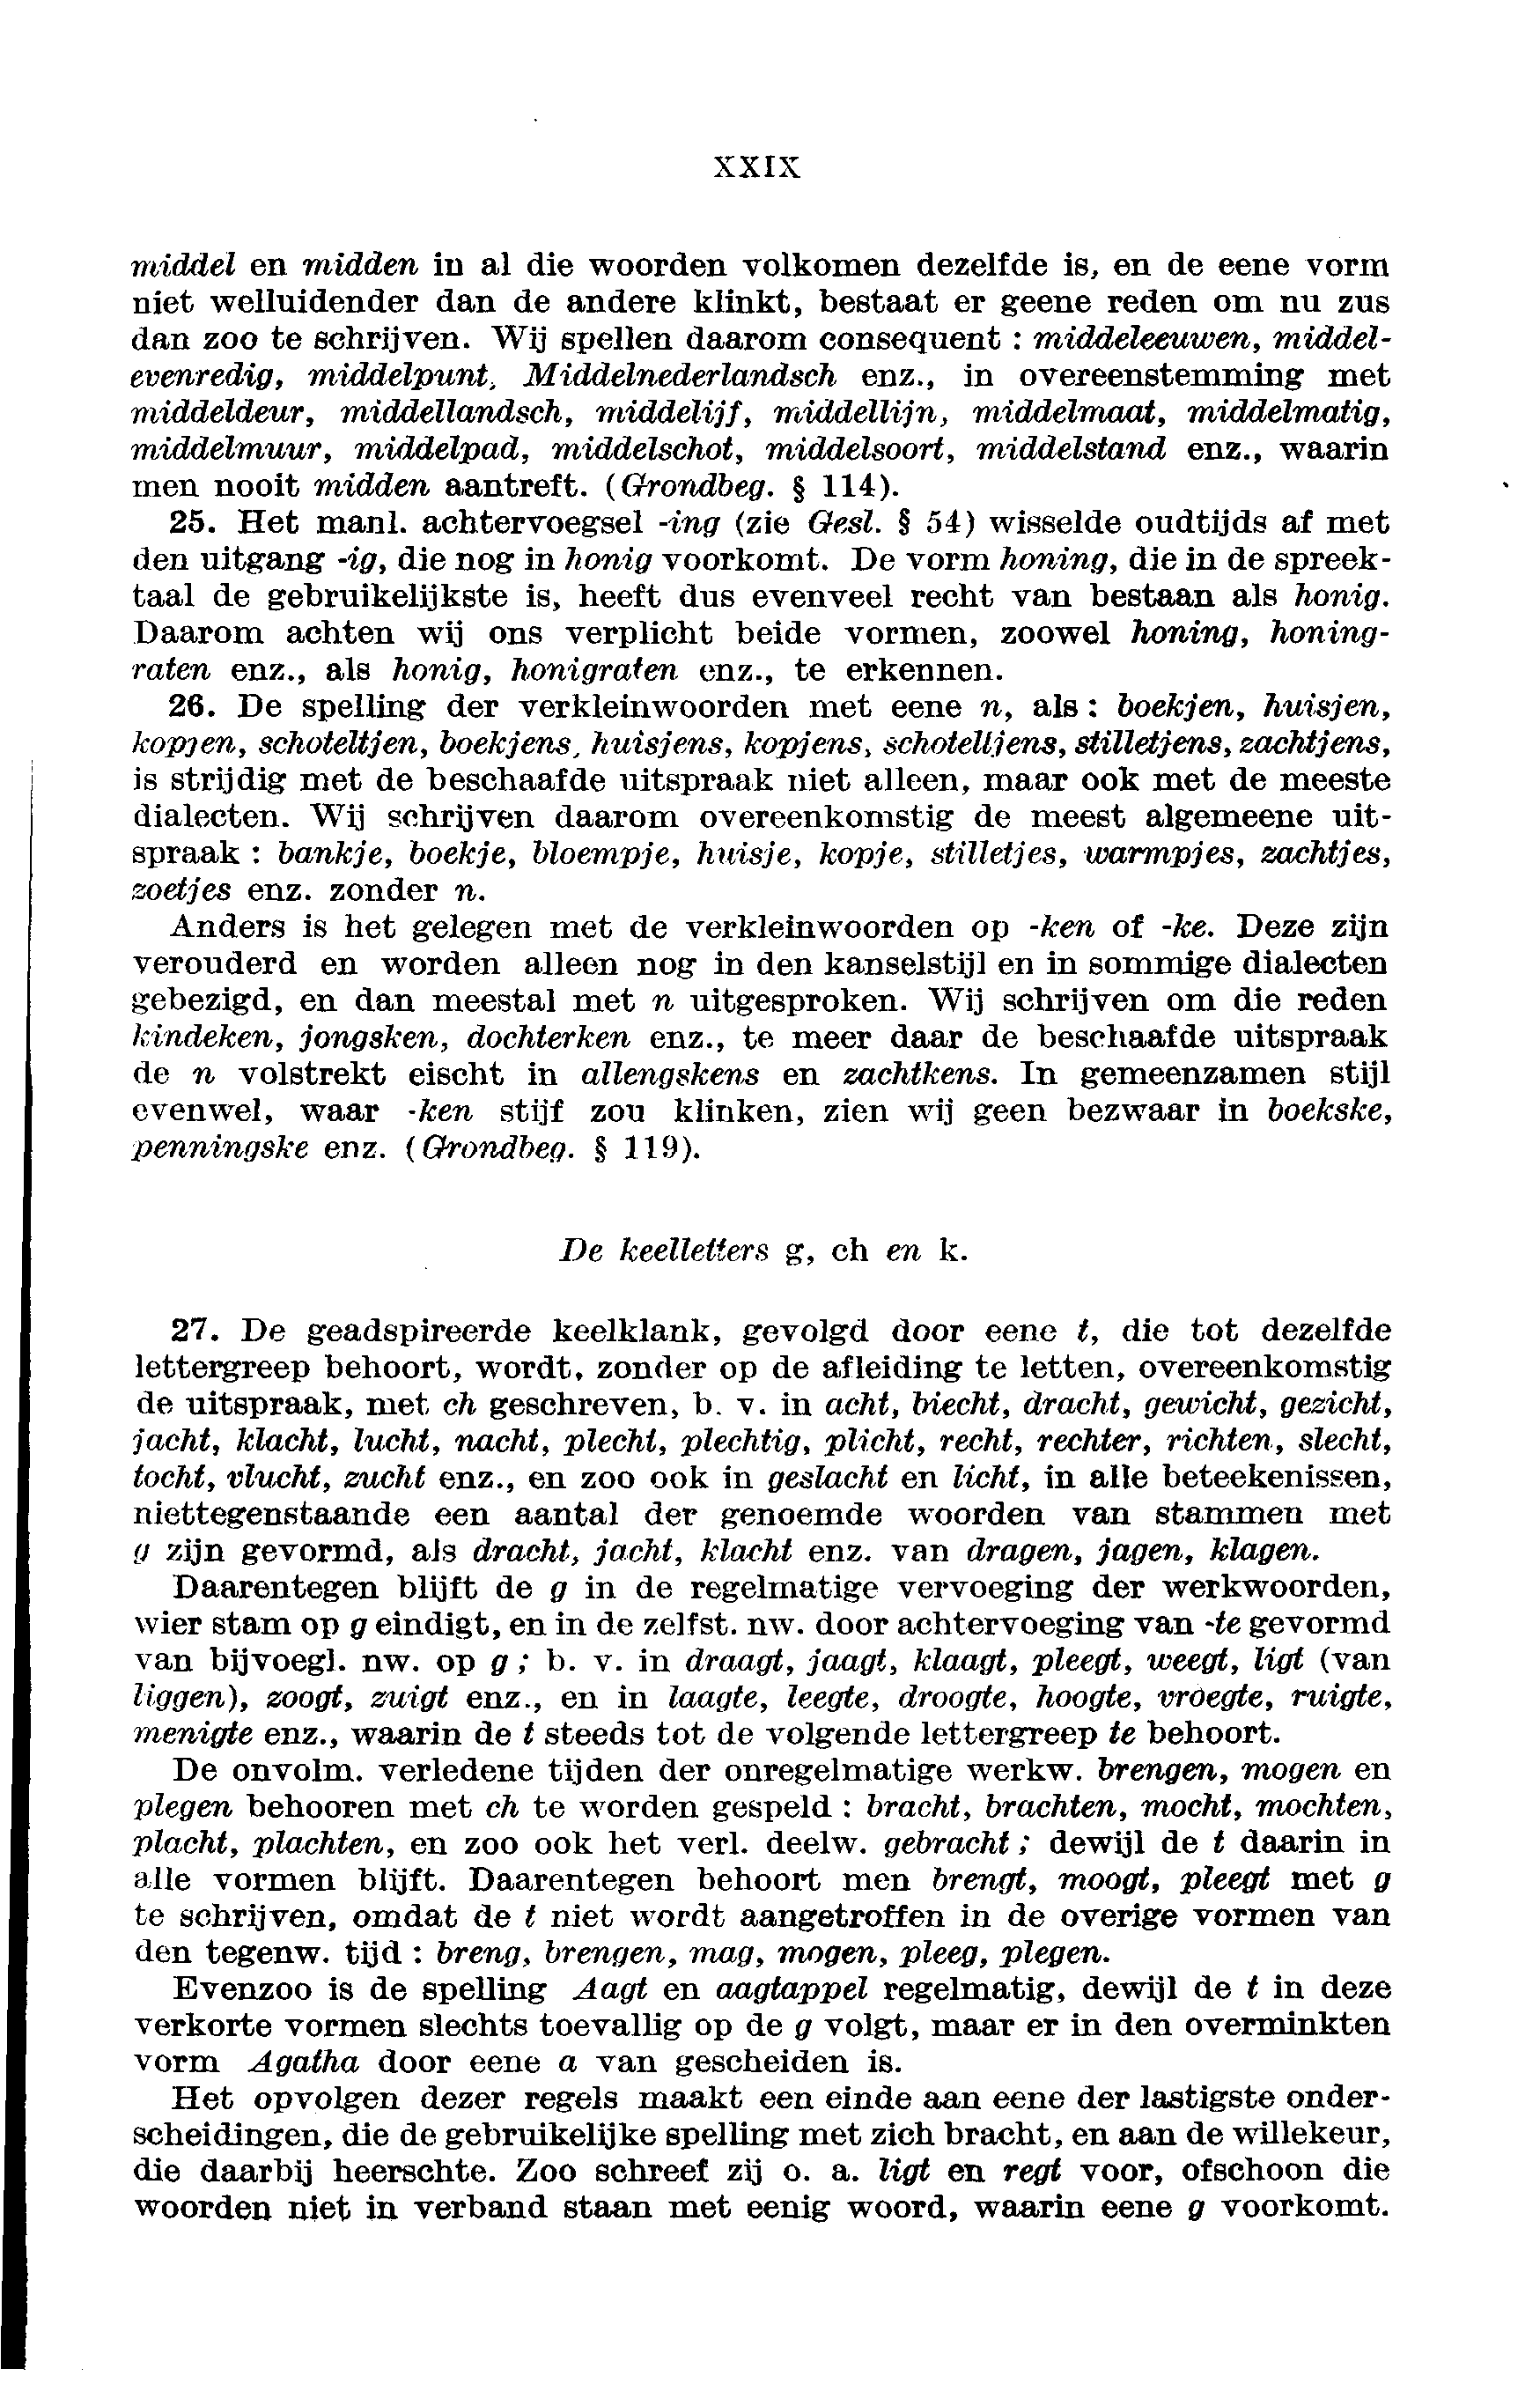 XXIX
middel en midden in al die woorden volkomen dezelfde is, en de eene vorm
niet welluidender dan de andere klinkt, bestaat er geene reden om nu zus
dan zoo te schrijven. Wij spellen daarom consequent : middeleeuwen, middel-
evenredig, middelpunt, Middelnederlandsch enz., in overeenstemming met
middeldeur, middellandsch, middelijf, middellijn, middelmaat, middelmatig,
middelmuur, middelpad, middelschot, middelsoort, middelstand enz., waarin
men nooit midden aantreft. (Grondbeg. § 114).
25. Het manl. achtervoegsel -ing (zie Gesl. § 54) wisselde oudtijds af met
den uitgang -ig, die nog in honig voorkomt. De vorm honing, die in de spreek-
taal de gebruikelijkste is, heeft dus evenveel recht van bestaan als honig.
Daarom achten wij ons verplicht beide vormen, zoowel honing, honing-
raten enz., als honig, honigraten enz., te erkennen.
26. De spelling der verkleinwoorden met eene n, als : boekjen, huisjen,
kopjen, schoteltjen, boekjens, huisjens, kopjens, schoteltjens, stilletjens, zachtjens,
is strijdig met de beschaafde uitspraak niet alleen, maar ook met de meeste
dialecten. Wij schrijven daarom overeenkomstig de meest algemeene uit-
spraak : bankje, boekje, bloempje, huisje, kopje, stilletjes, warmpjes, zachtjes,
zoetjes enz. zonder n.
Anders is het gelegen met de verkleinwoorden op -ken of -ke. Deze zijn
verouderd en worden alleen nog in den kanselstijl en in sommige dialecten
gebezigd, en dan meestal met n uitgesproken. Wij schrijven om die reden
kindeken, jongsken, dochterken enz., te meer daar de beschaafde uitspraak
de n volstrekt eischt in allengskens en zachtkens. In gemeenzamen stijl
evenwel, waar -ken stijf zou klinken, zien wij geen bezwaar in boekske,
penningske enz. (Grondbeg. § 119).
De keelletters g, ch en k.
27. De geadspireerde keelklank, gevolgd door eene t, die tot dezelfde
lettergreep behoort, wordt, zonder op de afleiding te letten, overeenkomstig
de uitspraak, met ch geschreven, b. v. in acht, biecht, dracht, gewicht, gezicht,
jacht, klacht, lucht, nacht, plecht, plechtig, plicht, recht, rechter, richten, slecht,
tocht, vlucht, zucht enz., en zoo ook in geslacht en licht, in alle beteekenissen,
niettegenstaande een aantal der genoemde woorden van stammen met
g zijn gevormd, als dracht, jacht, klacht enz. van dragen, jagen, klagen.
Daarentegen blijft de g in de regelmatige vervoeging der werkwoorden,
wier stam op g eindigt, en in de zelfst. nw. door achtervoeging van -te gevormd
van bijvoegl. nw. op g ; b. v. in draagt, jaagt, klaagt, pleegt, weegt, ligt (van
liggen), zoogt, zuigt enz., en in laagte, leegte, droogte, hoogte, vroegte, ruigte,
menigte enz., waarin de t steeds tot de volgende lettergreep te behoort.
De onvolm. verledene tijden der onregelmatige werkw. brengen, mogen en
plegen behooren met ch te worden gespeld : bracht, brachten, mocht, mochten,
placht, plachten, en zoo ook het verl. deelw. gebracht ; dewijl de t daarin in
alle vormen blijft. Daarentegen behoort men brengt, moogt, pleegt met g
te schrijven, omdat de t niet wordt aangetroffen in de overige vormen van
den tegenw. tijd : breng, brengen, mag, mogen, pleeg, plegen.
Evenzoo is de spelling Aagt en aagtappel regelmatig, dewijl de t in deze
verkorte vormen slechts toevallig op de g volgt, maar er in den overminkten
vorm Agatha door eene a van gescheiden is.
Het opvolgen dezer regels maakt een einde aan eene der lastigste onder-
scheidingen, die de gebruikelijke spelling met zich bracht, en aan de willekeur,
die daarbij heerschte. Zoo schreef zij o. a. ligt en regt voor, ofschoon die
woorden niet in verband staan met eenig woord, waarin eene g voorkomt.